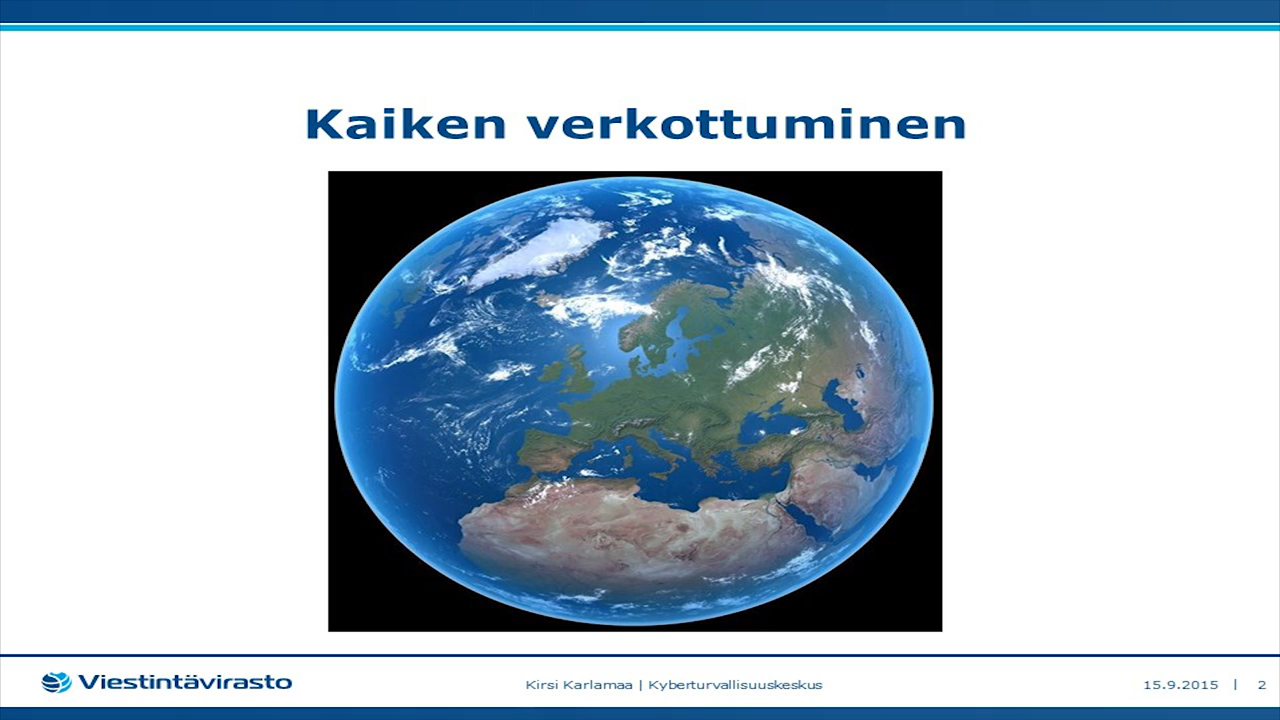 Kaiken verkottuminen
Viestintävirasto
Kirsi Karlamaa | Kyberturvallisuuskeskus
15.9.2015 | 2